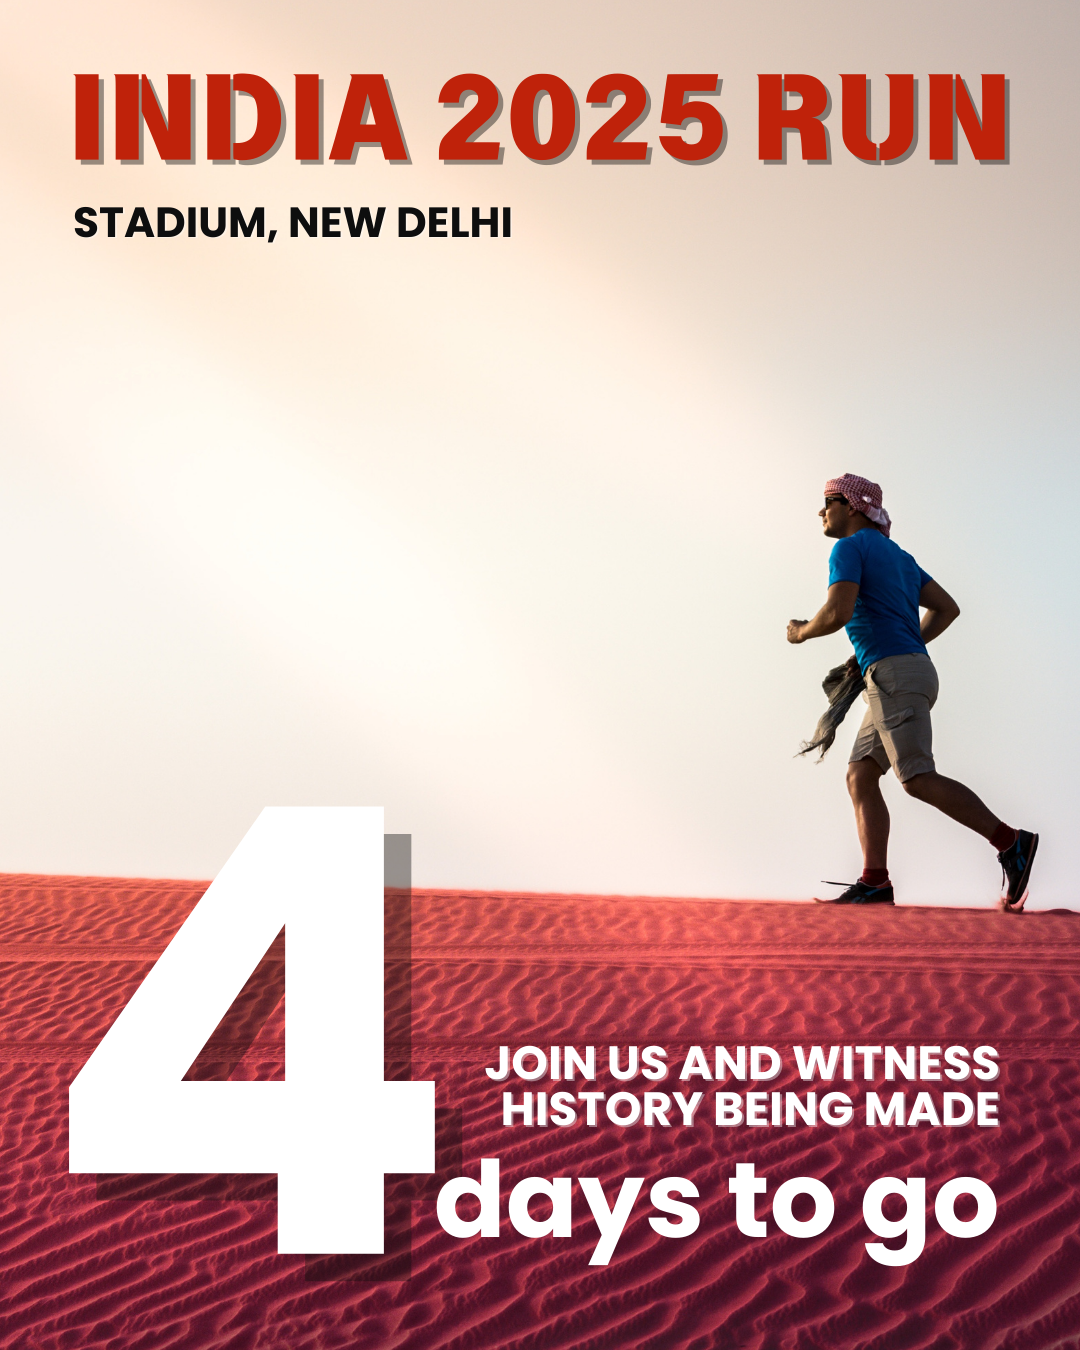 INDIA 2025 RUN
STADIUM, NEW DELHI
4
JOIN US AND WITNESS
HISTORY BEING MADE
days to go